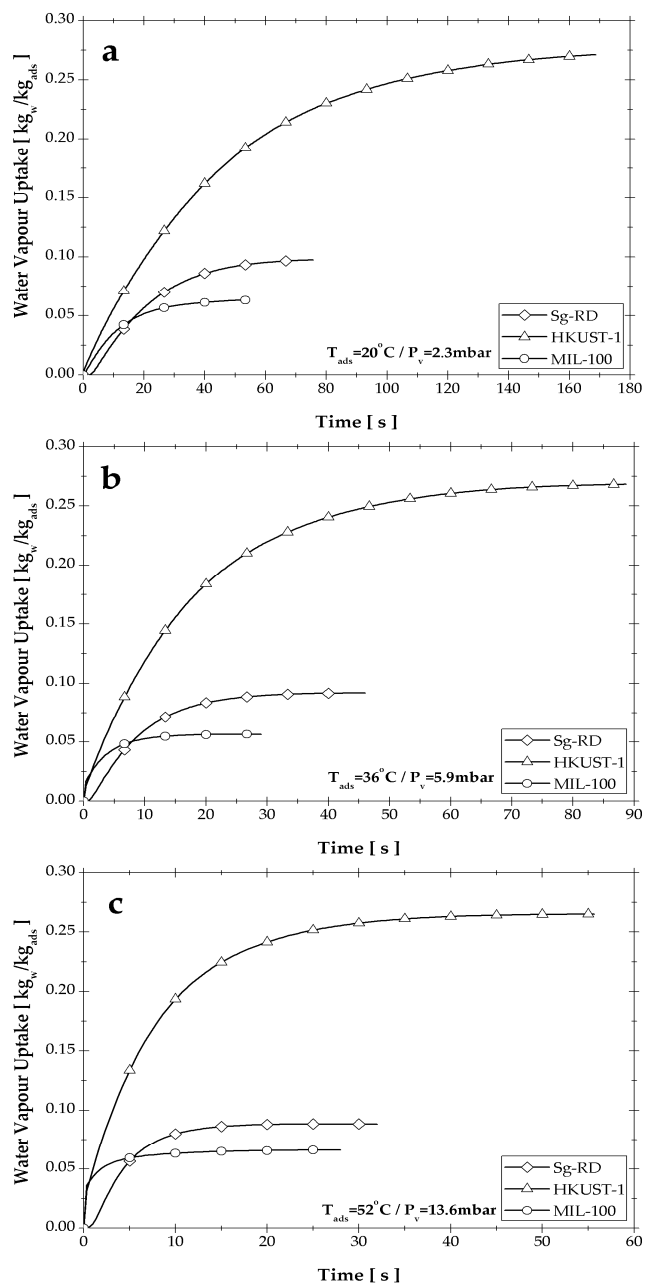 a
Water Vapour Uptake [ kgw/kgads]
0.30
0.25
0.20
0.15
0.10
0.05
0.00
Sg-RD
HKUST-1
MIL-100
Tads=20°C / Pv=2.3mbar
0 20 40 60 80 100 120 140 160 180
Time [ s ]
b
Water Vapour Uptake [ kgw/kgads]
0.30
0.25
0.20
0.15
0.10
0.05
0.00
Sg-RD
HKUST-1
MIL-100
Tads=36°C / Pv=5.9mbar
0 10 20 30 40 50 60 70 80 90
Time [ s ]
c
Water Vapour Uptake [ kgw/kgads]
0.30
0.25
0.20
0.15
0.10
0.05
0.00
Sg-RD
HKUST-1
MIL-100
Tads=52°C / Pv=13.6mbar
0 10 20 30 40 50 60
Time [ s ]